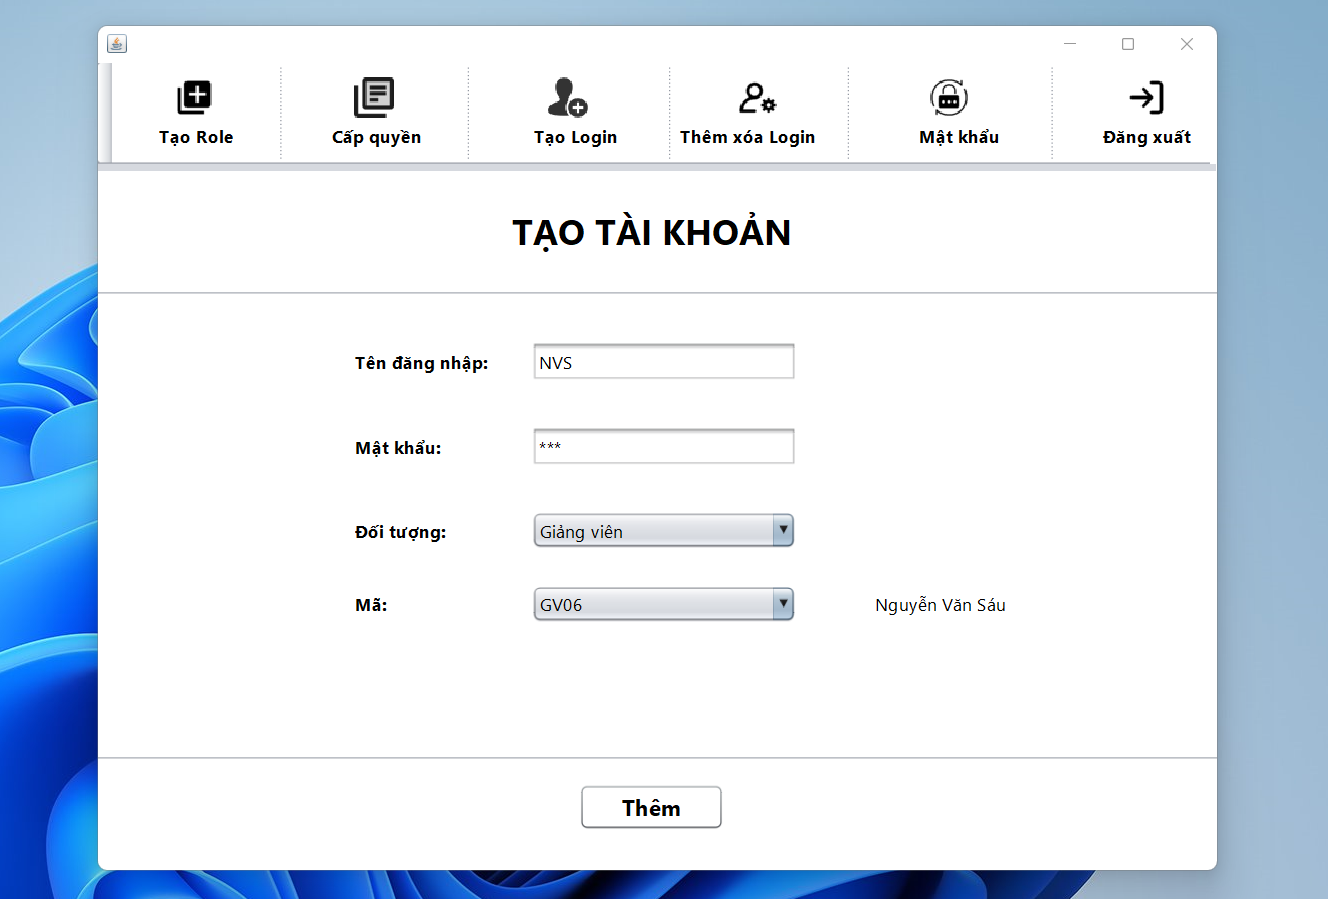 Tạo Role
Cấp quyền
Tạo Login
Thêm xóa Login
Mật khẩu
Đăng xuất
TẠO TÀI KHOẢN
Tên đăng nhập: NVS
Mật khẩu: ***
Đối tượng: Giảng viên
Mã: GV06 Nguyễn Văn Sáu
Thêm